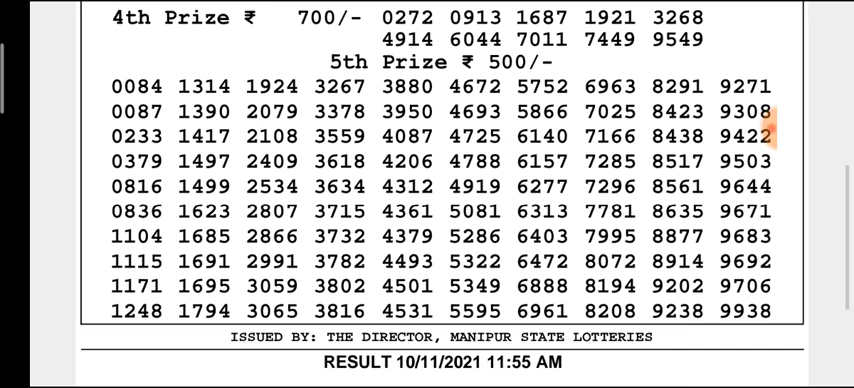 4th Prize ₹ 700/- 0272 0913 1687 1921 3268
4914 6044 7011 7449 9549
5th Prize ₹ 500/-
0084 1314 1924 3267 3880 4672 5752 6963 8291 9271
0087 1390 2079 3378 3950 4693 5866 7025 8423 9308
0233 1417 2108 3559 4087 4725 6140 7166 8438 9422
0379 1497 2409 3618 4206 4788 6157 7285 8517 9503
0816 1499 2534 3634 4312 4919 6277 7296 8561 9644
0836 1623 2807 3715 4361 5081 6313 7781 8635 9671
1104 1685 2866 3732 4379 5286 6403 7995 8877 9683
1115 1691 2991 3782 4493 5322 6472 8072 8914 9692
1171 1695 3059 3802 4501 5349 6888 8194 9202 9706
1248 1794 3065 3816 4531 5595 6961 8208 9238 9938
ISSUED BY: THE DIRECTOR, MANIPUR STATE LOTTERIES
RESULT 10/11/2021 11:55 AM